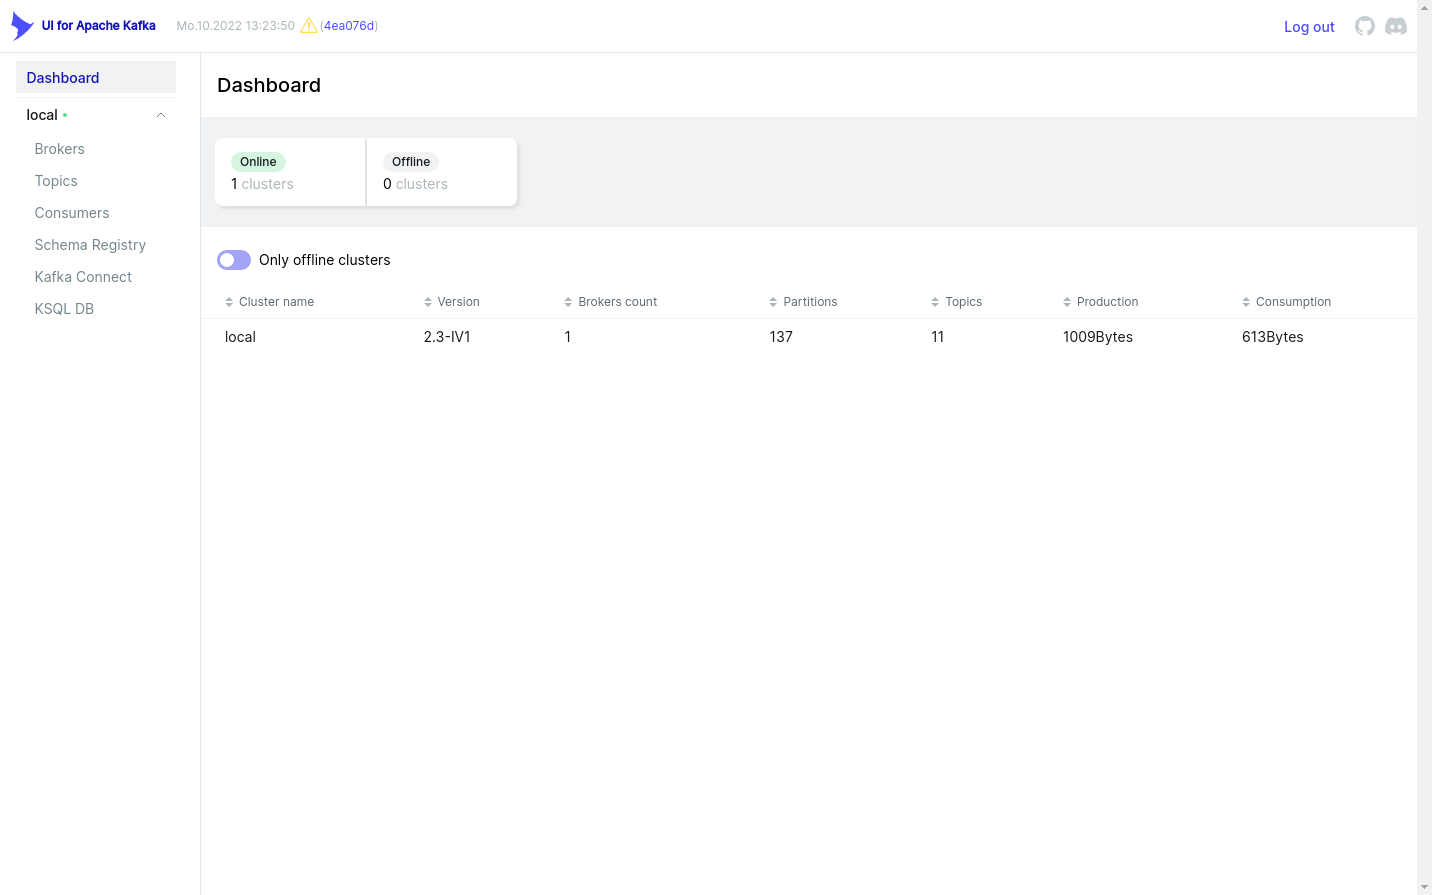 UI for Apache Kafka Mo.10.2022 13:23:50 (4ea076d) Log out
Dashboard
local
Brokers
Topics
Consumers
Schema Registry
Kafka Connect
KSQL DB
Dashboard
Online Offline
1 clusters 0 clusters
Only offline clusters
Cluster name Version Brokers count Partitions Topics Production Consumption
local 2.3-IV1 1 137 11 1009Bytes 613Bytes